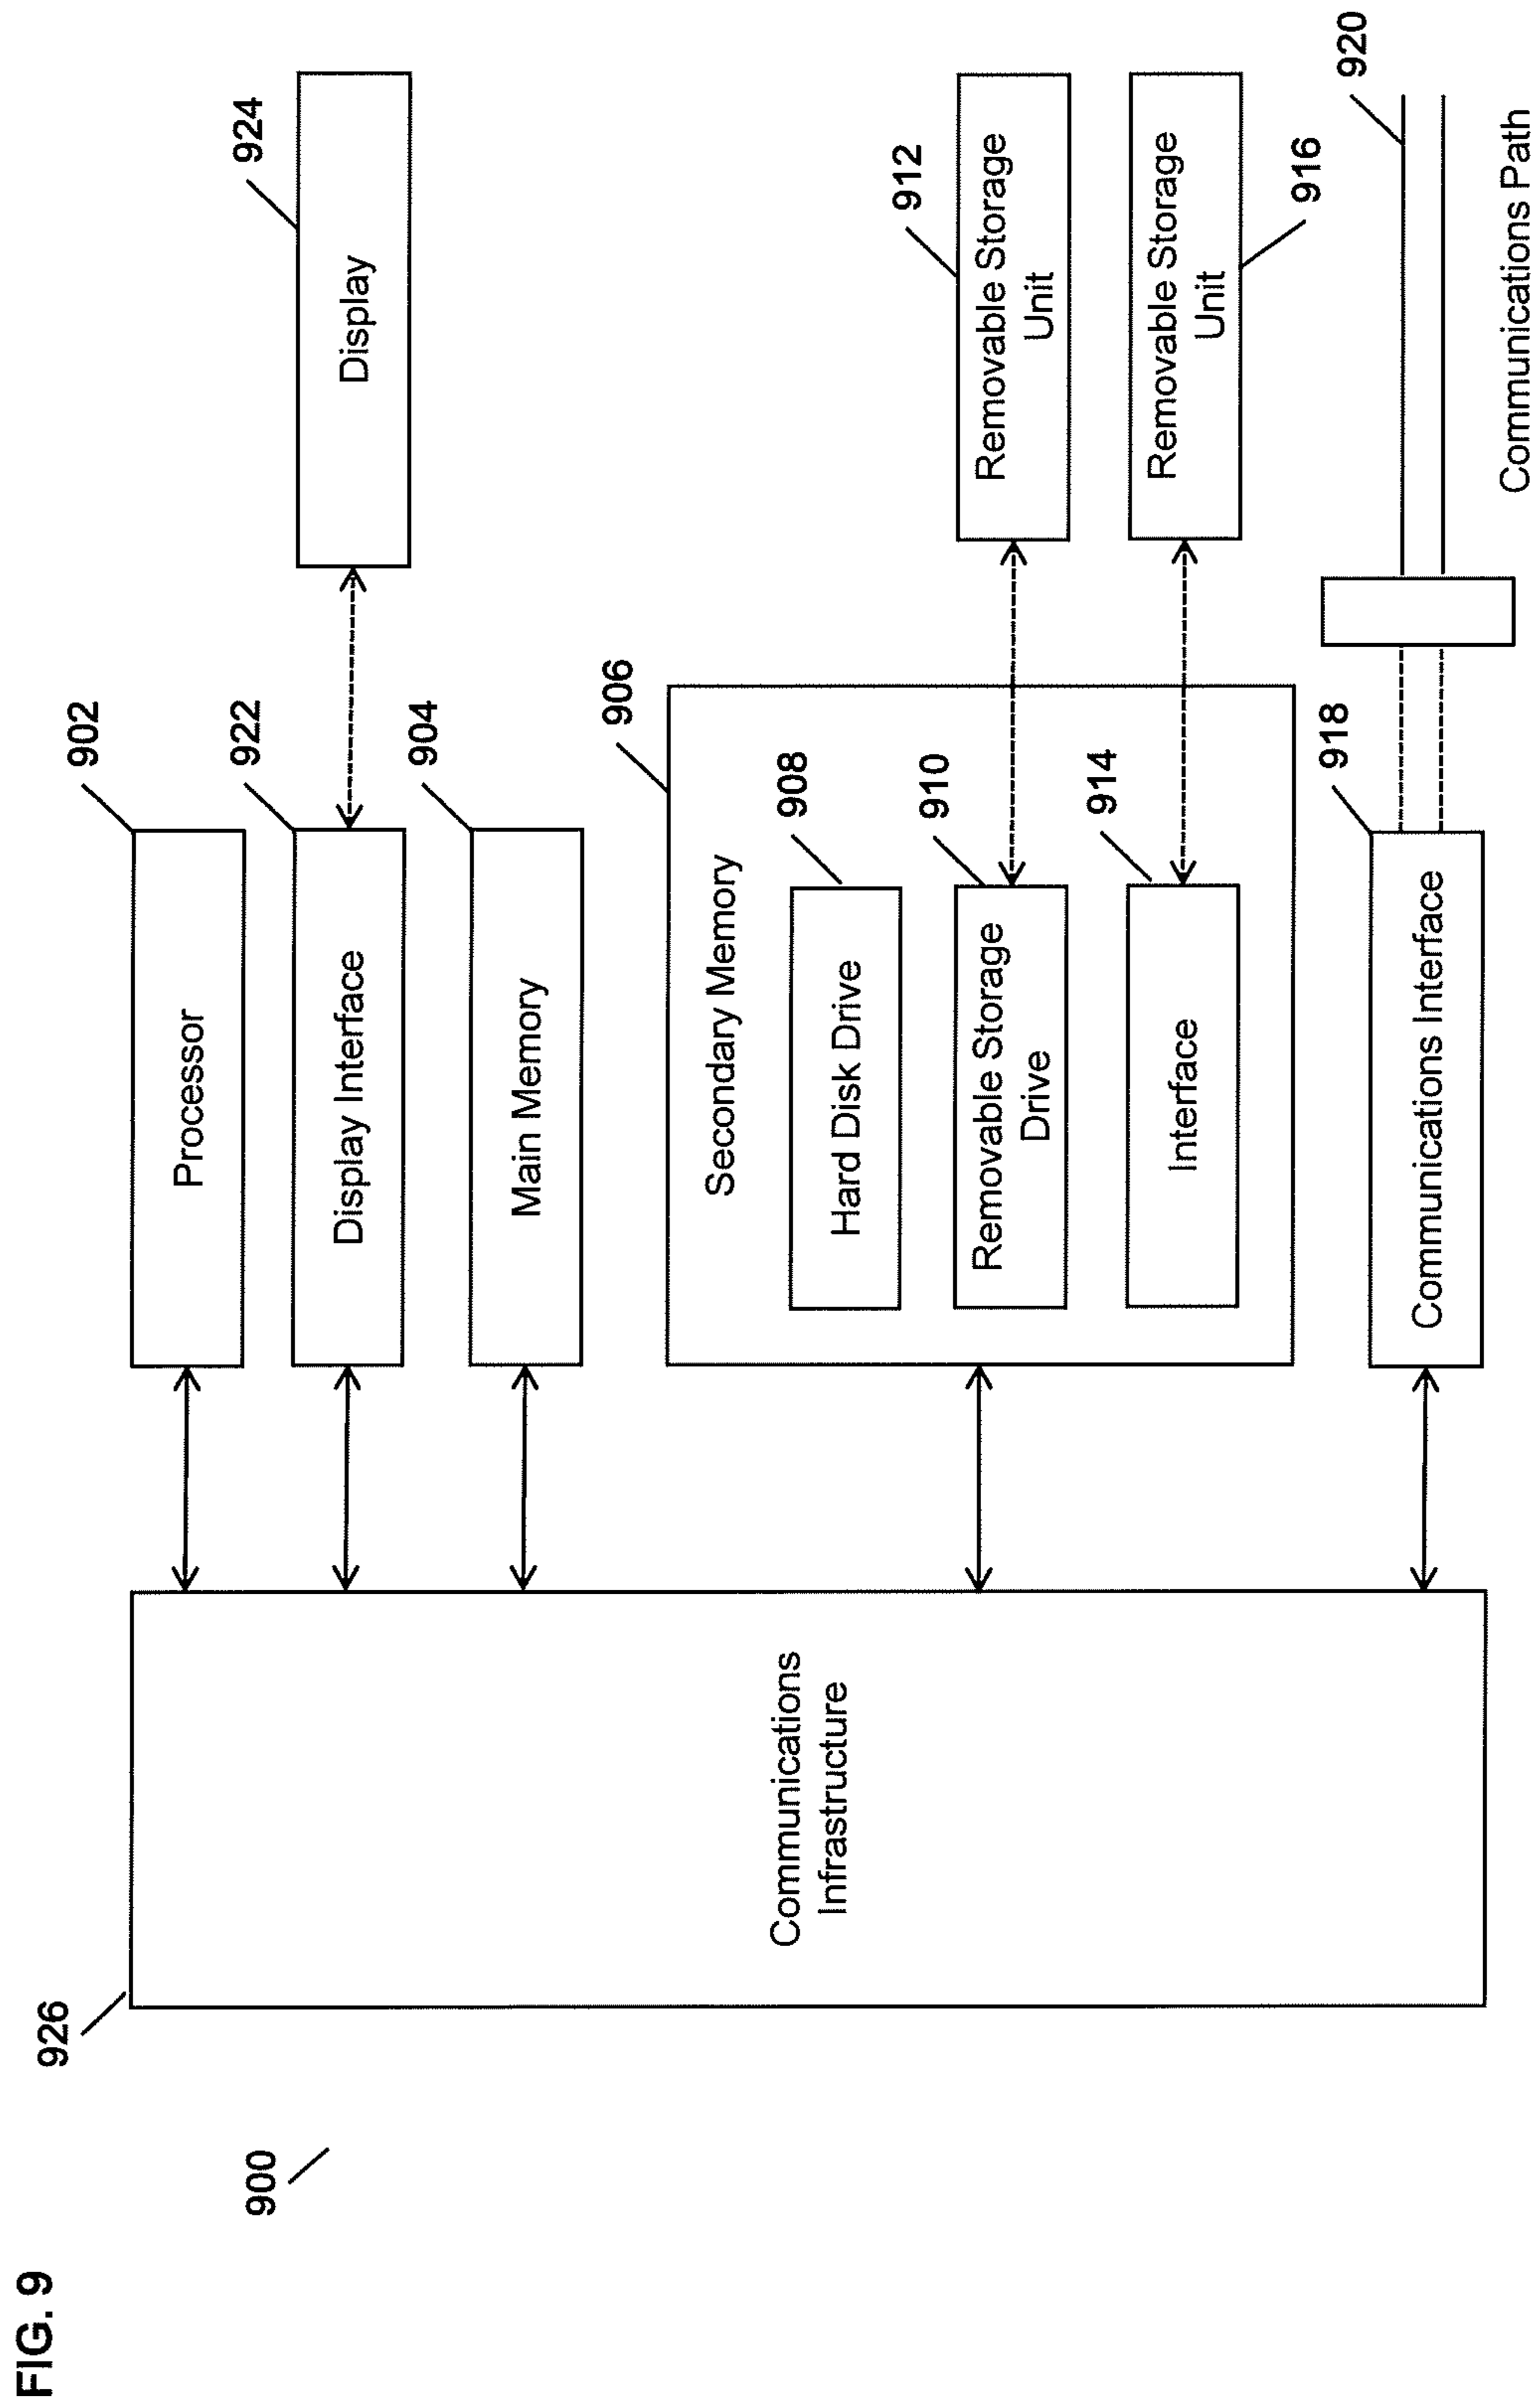 FIG. 9
900
926
Communications
Infrastructure
902
Processor
922
Display Interface
924
Display
904
Main Memory
906
Secondary Memory
908
Hard Disk Drive
910
Removable Storage
Drive
912
Removable Storage
Unit
914
Interface
Removable Storage
Unit
916
918
Communications Interface
920
Communications Path